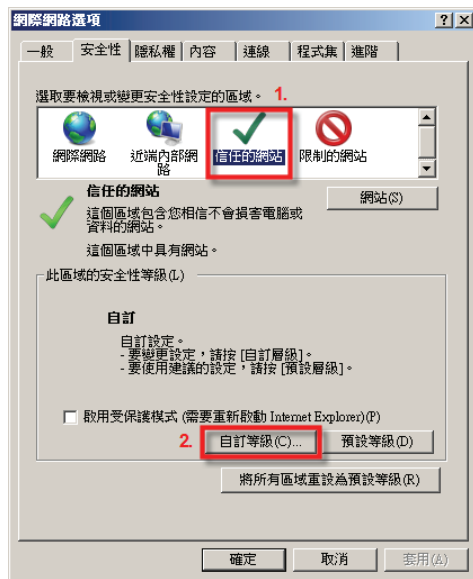 網際網路選項
一般 安全性 隱私權 內容 連線 程式集 進階
選取要檢視或變更安全性設定的區域。 1.
網際網路 近端內部網路 信任的網站 限制的網站
信任的網站
網站(S)
這個區域包含您相信不會損害電腦或
資料的網站。
這個區域中具有網站。
此區域的安全性等級(L)
自訂
自訂設定。
- 要變更設定，請按 [自訂層級]。
- 要使用建議的設定，請按 [預設層級]。
啟用受保護模式 (需要重新啟動 Internet Explorer)(P)
2. 自訂等級(C)... 預設等級(D)
將所有區域重設為預設等級(R)
確定 取消 套用(A)